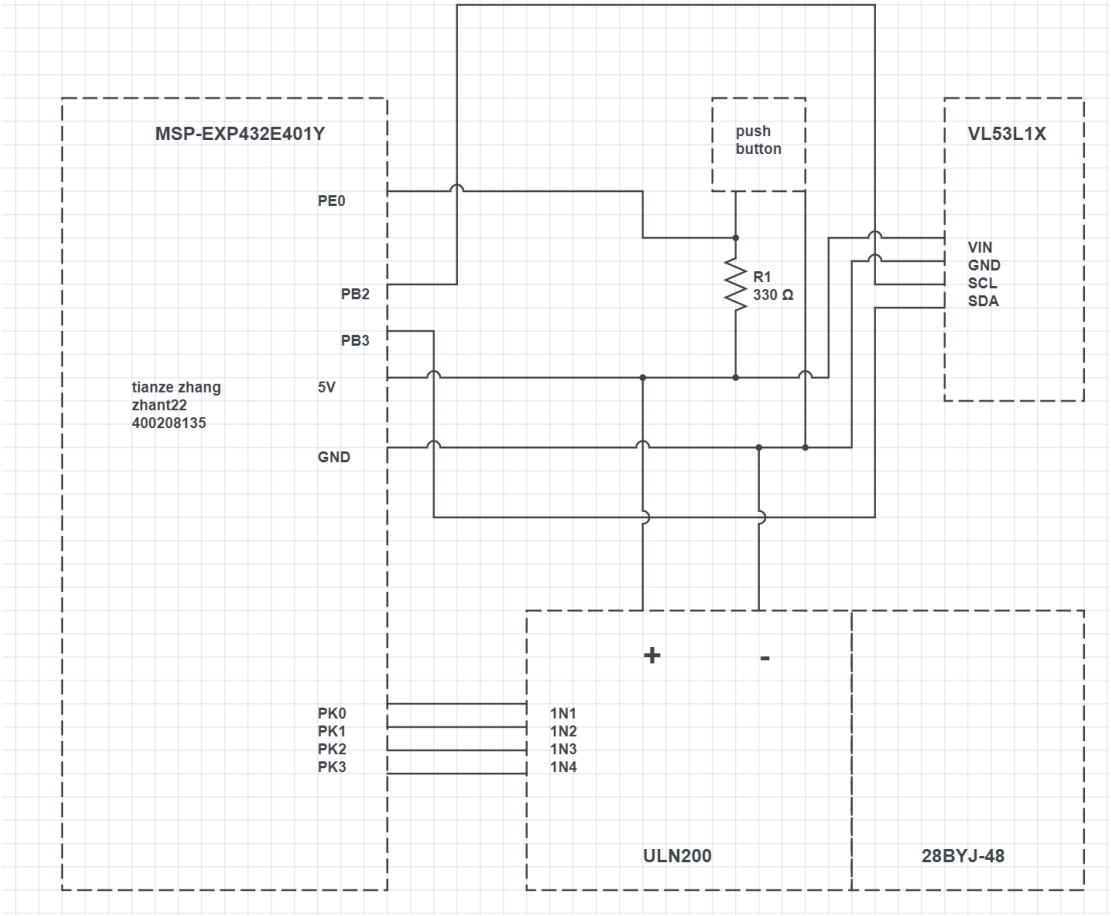 MSP-EXP432E401Y
push
button
VL53L1X
PE0
VIN
GND
SCL
SDA
R1
330 Ω
PB2
PB3
tianze zhang
zhant22
400208135
5V
GND
+
-
PK0
PK1
PK2
PK3
1N1
1N2
1N3
1N4
ULN200
28BYJ-48